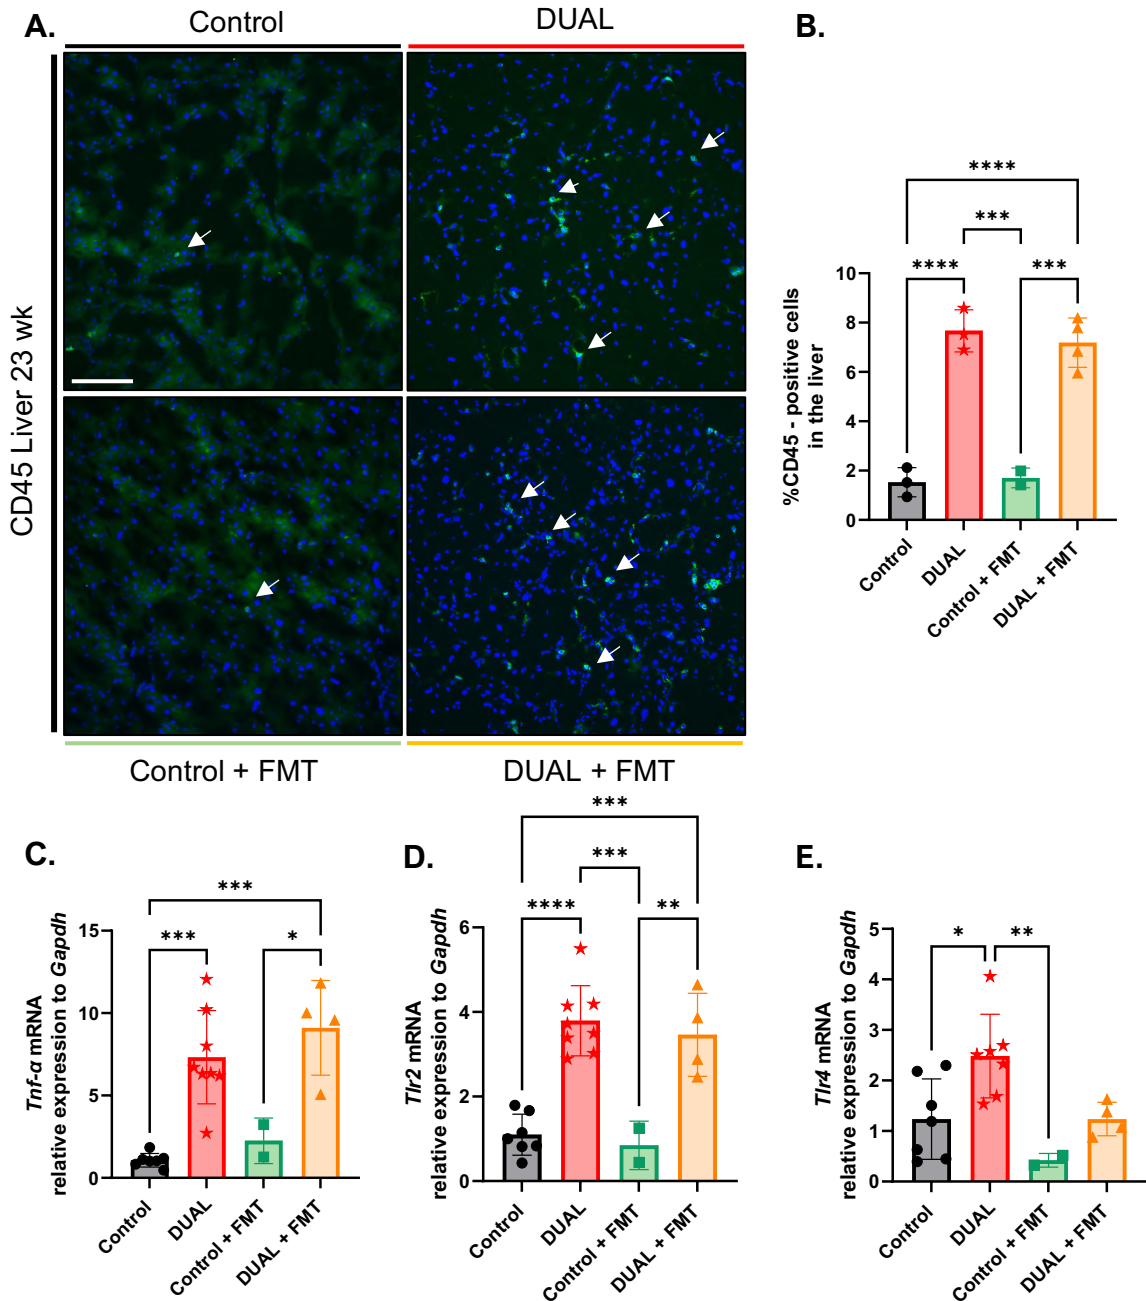 A.
Control
DUAL
CD45 Liver 23 wk
Control + FMT
DUAL + FMT
B.
****
***
****
***
%CD45 - positive cells
in the liver
10
8
6
4
2
0
Control
DUAL
Control + FMT
DUAL + FMT
C.
***
***
*
Tnf-α mRNA
relative expression to Gapdh
15
10
5
0
Control
DUAL
Control + FMT
DUAL + FMT
D.
***
***
****
**
Tlr2 mRNA
relative expression to Gapdh
6
4
2
0
Control
DUAL
Control + FMT
DUAL + FMT
E.
*
**
Tlr4 mRNA
relative expression to Gapdh
5
4
3
2
1
0
Control
DUAL
Control + FMT
DUAL + FMT